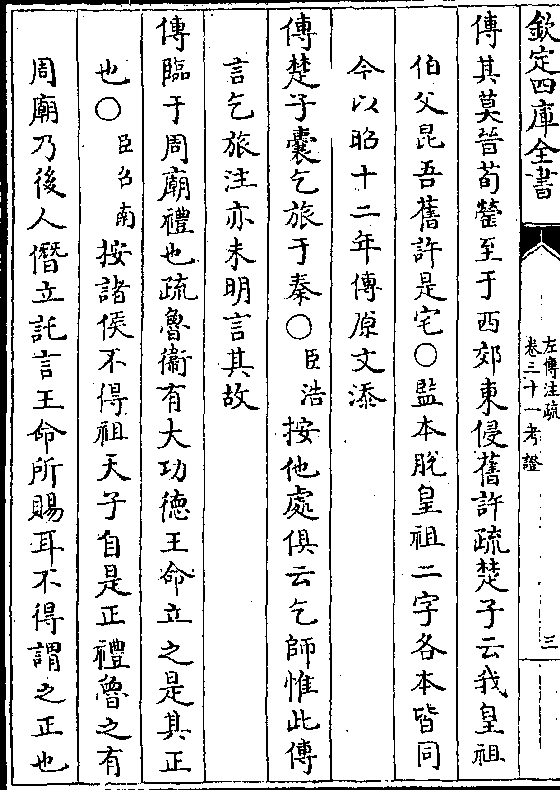 欽定四庫全書
左傳注疏
卷三十一考證
三
傳其莫晉荀罃至于西郊東侵舊許疏楚子云我皇祖
伯父昆吾舊許是宅○監本脫皇祖二字各本皆同
今以昭十二年傳原文添
傳楚子囊乞旅于秦○臣浩按他處俱云乞師惟此傳
言乞旅注亦未明言其故
傳臨于周廟禮也疏魯衞有大功德王命立之是其正
也○臣召南按諸侯不得祖天子自是正禮魯之有
周廟乃後人僭立託言王命所賜耳不得謂之正也